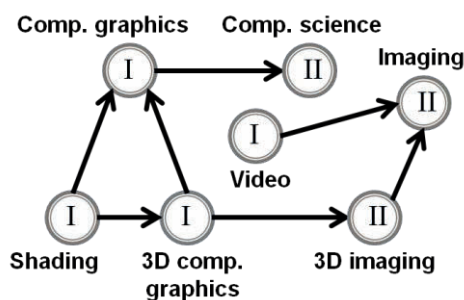 Comp. graphics
Comp. science
Imaging
I
II
II
I
Video
I
I
II
Shading
3D comp.
graphics
3D imaging